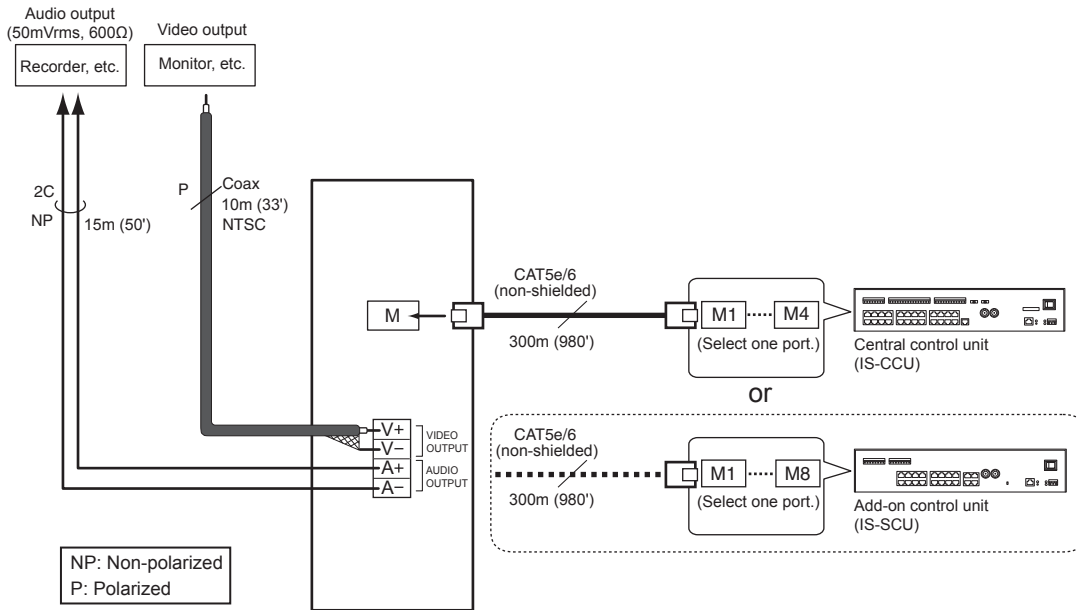 Audio output
(50mVrms, 600Ω)
Recorder, etc.
Video output
Monitor, etc.
2C
NP
15m (50')
P
Coax
10m (33')
NTSC
M
CAT5e/6
(non-shielded)
300m (980')
M1
M4
(Select one port.)
Central control unit
(IS-CCU)
or
CAT5e/6
(non-shielded)
300m (980')
M1
M8
(Select one port.)
Add-on control unit
(IS-SCU)
V+
V−
VIDEO
OUTPUT
A+
A−
AUDIO
OUTPUT
NP: Non-polarized
P: Polarized